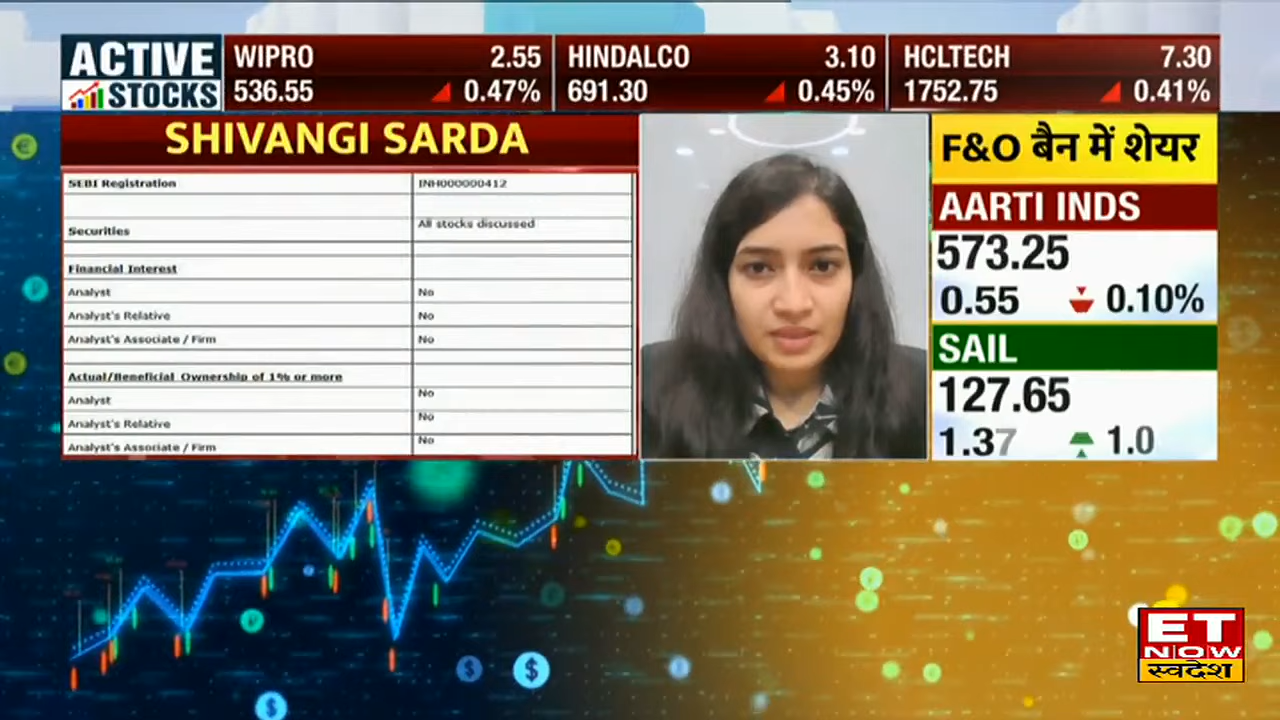 ACTIVE STOCKS
WIPRO 2.55
536.55 0.47%
HINDALCO 3.10
691.30 0.45%
HCLTECH 7.30
1752.75 0.41%
SHIVANGI SARDA
SEBI Registration INH000000412
Securities All stocks discussed
Financial Interest
Analyst No
Analyst's Relative No
Analyst's Associate / Firm No
Actual/Beneficial Ownership of 1% or more
Analyst No
Analyst's Relative No
Analyst's Associate / Firm No
F&O बैन में शेयर
AARTI INDS
573.25
0.55 0.10%
SAIL
127.65
1.37 1.0
ET
NOW
स्वदेश